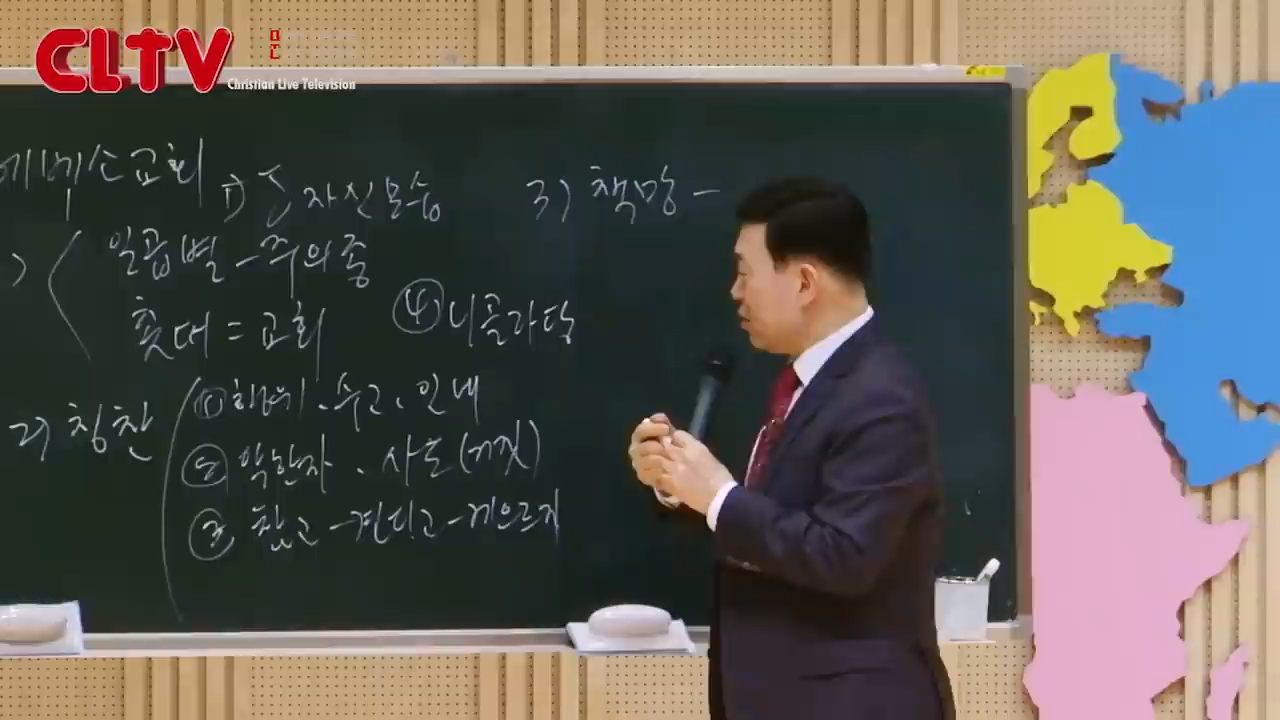 CLTV
Christian Live Television
에베소교회
1) 주 자신 모습
일곱별 - 주의 종
촛대 = 교회
2) 칭찬
① 행위 · 수고 · 인내
② 악한자 · 사도(거짓)
③ 참고 - 견디고 - 게으르지
④ 니골라당
3) 책망 -